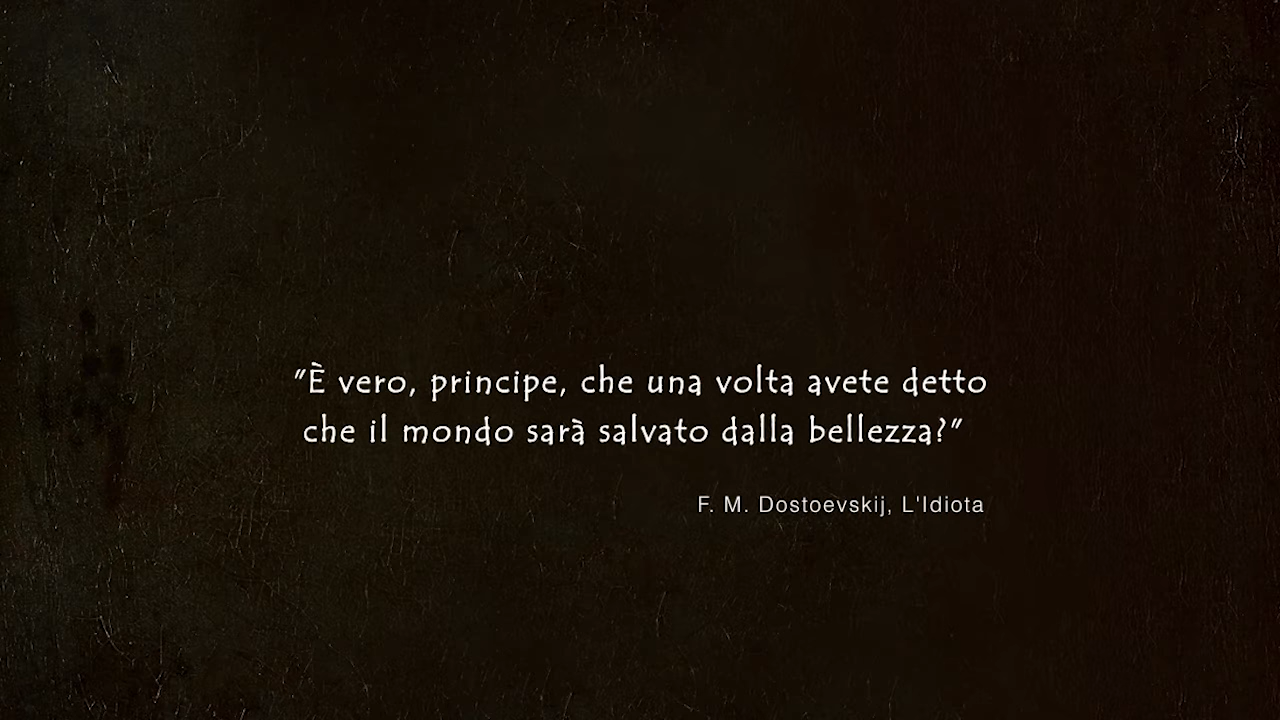 "È vero, principe, che una volta avete detto
che il mondo sarà salvato dalla bellezza?"
F. M. Dostoevskij, L'Idiota